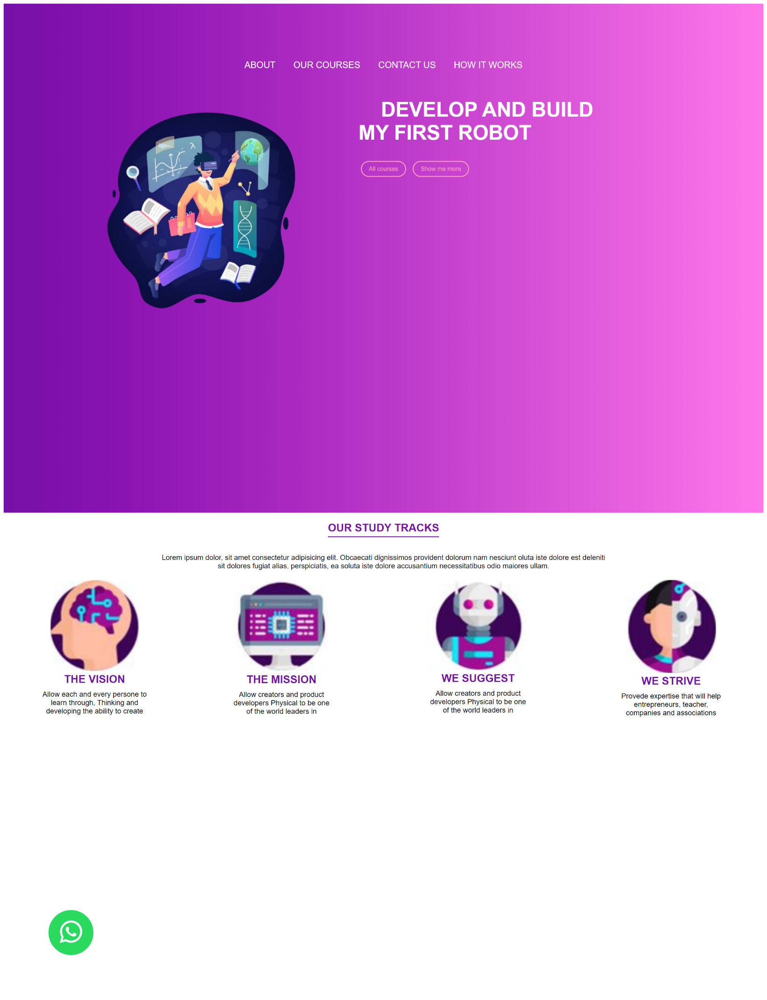 ABOUT OUR COURSES CONTACT US HOW IT WORKS
DEVELOP AND BUILD
MY FIRST ROBOT
All courses Show me more
λ
OUR STUDY TRACKS
Lorem ipsum dolor, sit amet consectetur adipisicing elit. Obcaecati dignissimos provident dolorum nam nesciunt oluta iste dolore est deleniti
sit dolores fugiat alias, perspiciatis, ea soluta iste dolore accusantium necessitatibus odio maiores ullam.
THE VISION
Allow each and every persone to
learn through, Thinking and
developing the ability to create
THE MISSION
Allow creators and product
developers Physical to be one
of the world leaders in
WE SUGGEST
Allow creators and product
developers Physical to be one
of the world leaders in
WE STRIVE
Provede expertise that will help
entrepreneurs, teacher,
companies and associations